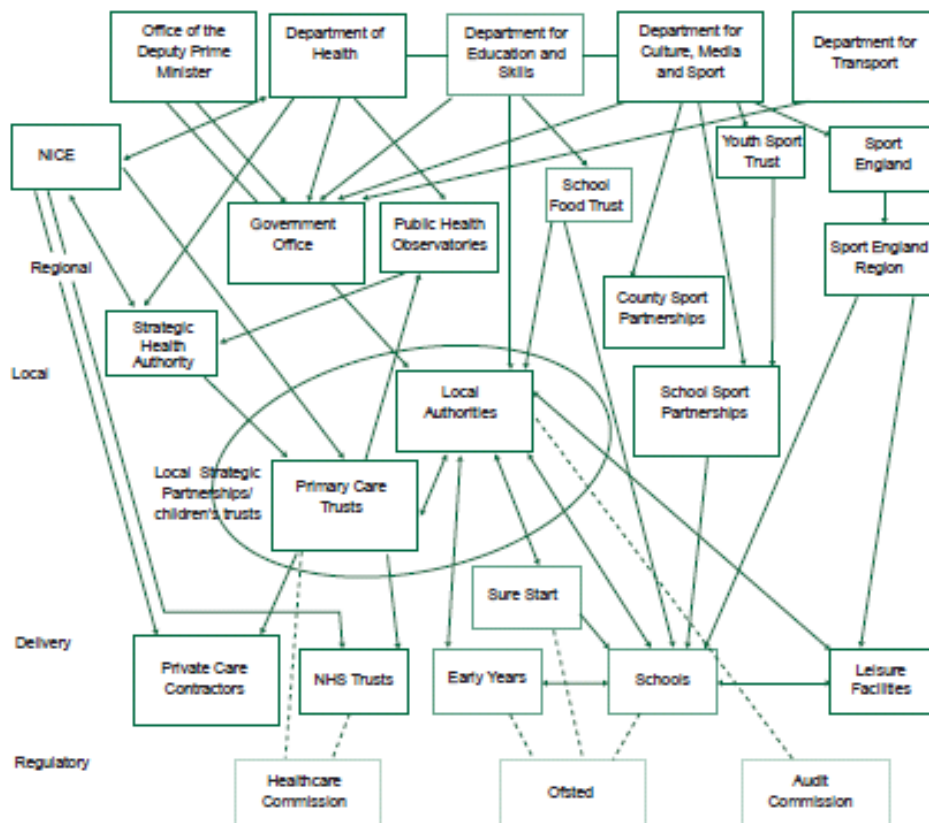 Office of the
Deputy Prime
Minister
Department of
Health
Department for
Education and
Skills
Department for
Culture, Media
and Sport
Department for
Transport
NICE
Youth Sport
Trust
Sport
England
School
Food Trust
Government
Office
Public Health
Observatories
Sport England
Region
Regional
County Sport
Partnerships
Strategic
Health
Authority
Local
Local
Authorities
School Sport
Partnerships
Local Strategic
Partnerships/
children's trusts
Primary Care
Trusts
Sure Start
Delivery
Private Care
Contractors
NHS Trusts
Early Years
Schools
Leisure
Facilities
Regulatory
Healthcare
Commission
Ofsted
Audit
Commission